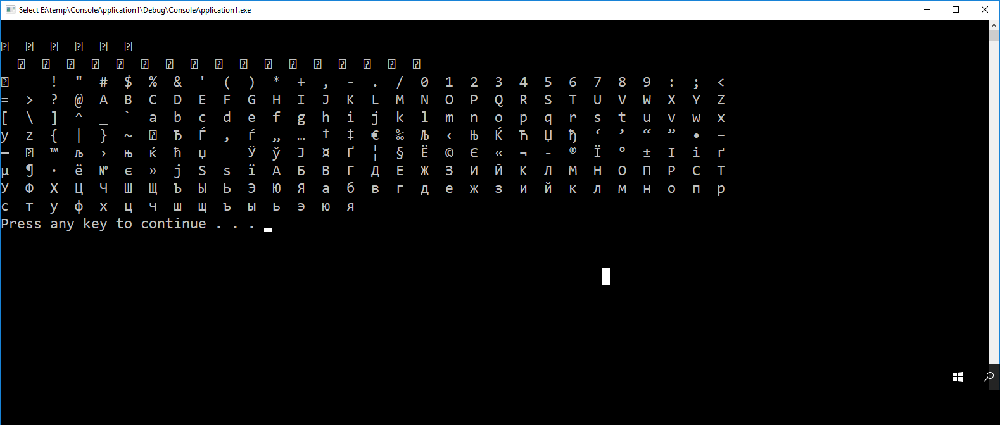 Select E:\temp\ConsoleApplication1\Debug\ConsoleApplication1.exe
! " # $ % & ' ( ) * + , - . / 0 1 2 3 4 5 6 7 8 9 : ; <
= > ? @ A B C D E F G H I J K L M N O P Q R S T U V W X Y Z
[ \ ] ^ _ ` a b c d e f g h i j k l m n o p q r s t u v w x
y z { | } ~ Ђ Ѓ ‚ ѓ „ … † ‡ € ‰ Љ ‹ Њ Ќ Ћ Џ ђ ‘ ’ “ ” • –
— ™ љ › њ ќ ћ џ Ў ў Ј ¤ Ґ ¦ § Ё © Є « ¬ - ® Ї ° ± І і ґ
µ ¶ · ё № є » ј Ѕ ѕ ї А Б В Г Д Е Ж З И Й К Л М Н О П Р С Т
У Ф Х Ц Ч Ш Щ Ъ Ы Ь Э Ю Я а б в г д е ж з и й к л м н о п р
с т у ф х ц ч ш щ ъ ы ь э ю я
Press any key to continue . . .